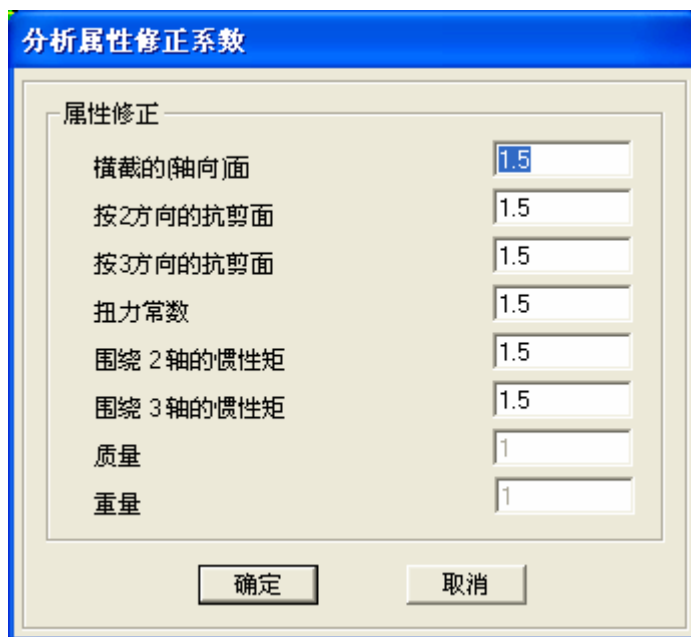 分析属性修正系数
属性修正
横截的(轴向)面 1.5
按2方向的抗剪面 1.5
按3方向的抗剪面 1.5
扭力常数 1.5
围绕 2 轴的惯性矩 1.5
围绕 3 轴的惯性矩 1.5
质量 1
重量 1
确定 取消